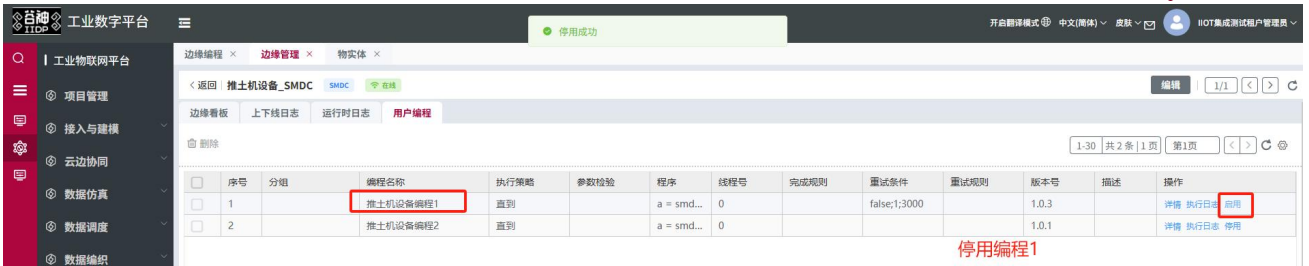 谷神 IIDP 工业数字平台
停用成功
开启翻译模式 中文(简体) 皮肤 IIOT集成测试租户管理员
工业物联网平台
边缘编程 × 边缘管理 × 物实体 ×
返回 推土机设备_SMDC SMDC 在线 编辑 1/1
项目管理
边缘看板 上下线日志 运行时日志 用户编程
接入与建模
删除 1-30 共2条 1页 第1页
云边协同
序号 分组 编程名称 执行策略 参数检验 程序 线程号 完成规则 重试条件 重试规则 版本号 描述 操作
数据仿真
1 推土机设备编程1 直到 a = smd... 0 false;1;3000 1.0.3 详情 执行日志 启用
数据调度
2 推土机设备编程2 直到 a = smd... 0 1.0.1 详情 执行日志 停用
停用编程1
数据编织